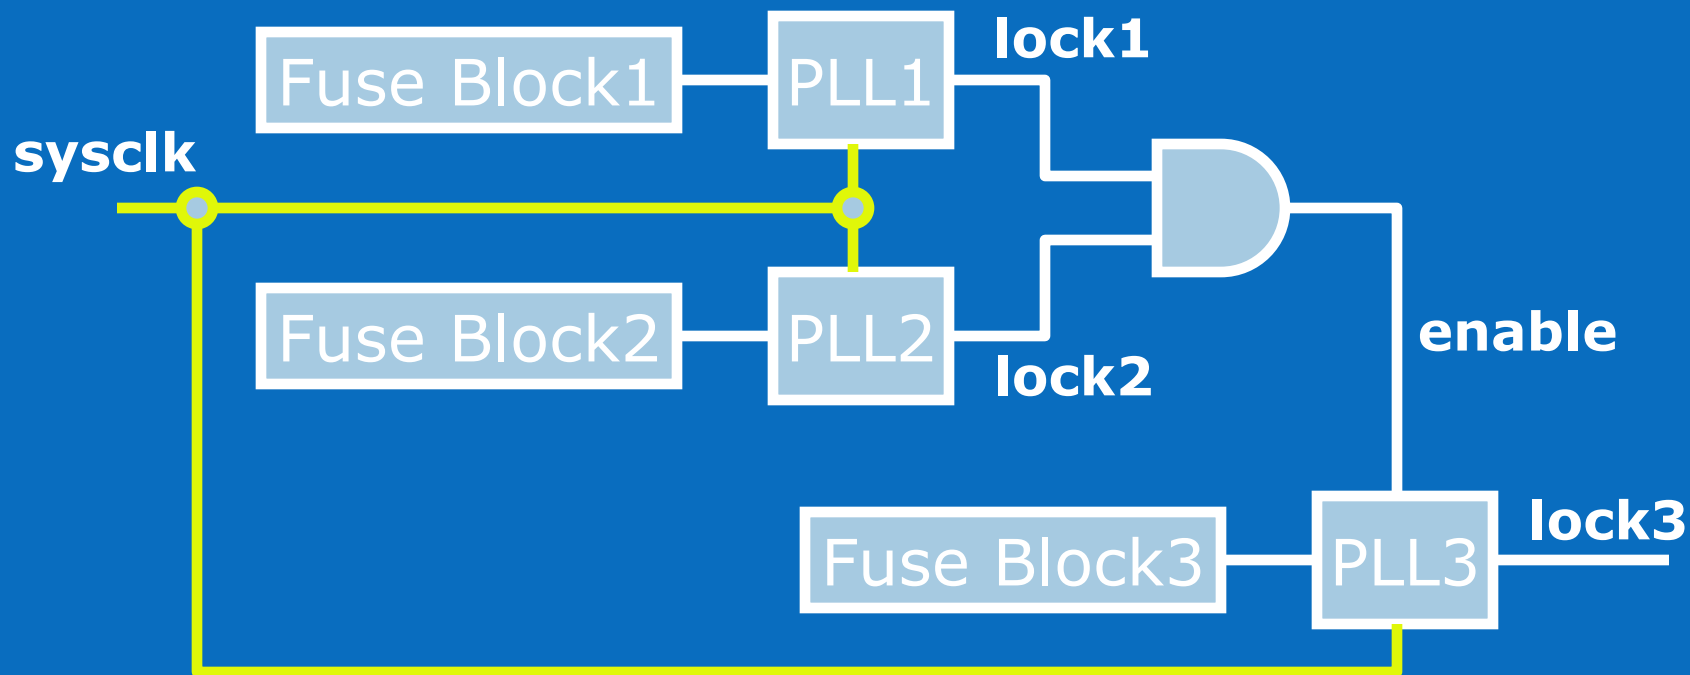 lock1
Fuse Block1
PLL1
sysclk
Fuse Block2
PLL2
lock2
enable
Fuse Block3
PLL3
lock3